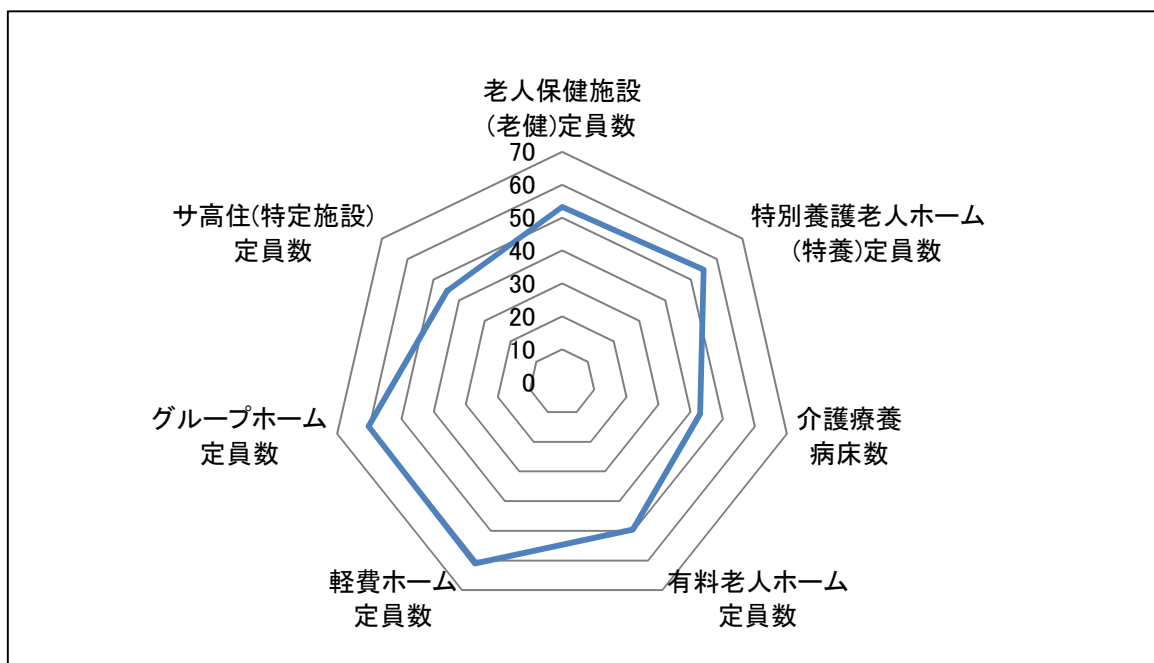 老人保健施設
(老健)定員数
70
60
50
40
30
20
10
0
特別養護老人ホーム
(特養)定員数
介護療養
病床数
有料老人ホーム
定員数
軽費ホーム
定員数
グループホーム
定員数
サ高住(特定施設)
定員数